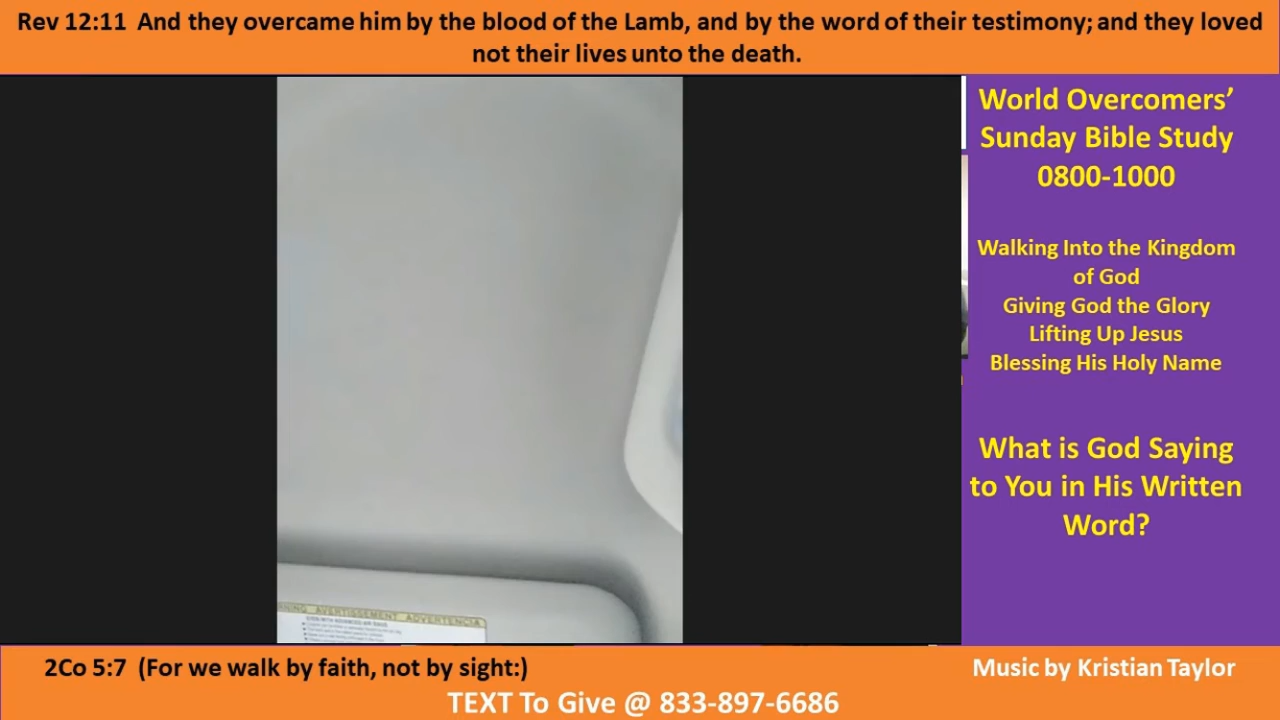 Rev 12:11  And they overcame him by the blood of the Lamb, and by the word of their testimony; and they loved
not their lives unto the death.
World Overcomers’
Sunday Bible Study
0800-1000
Walking Into the Kingdom
of God
Giving God the Glory
Lifting Up Jesus
Blessing His Holy Name
What is God Saying
to You in His Written
Word?
AVERTISSEMENT ADVERTENCIA
2Co 5:7  (For we walk by faith, not by sight:)
Music by Kristian Taylor
TEXT To Give @ 833-897-6686